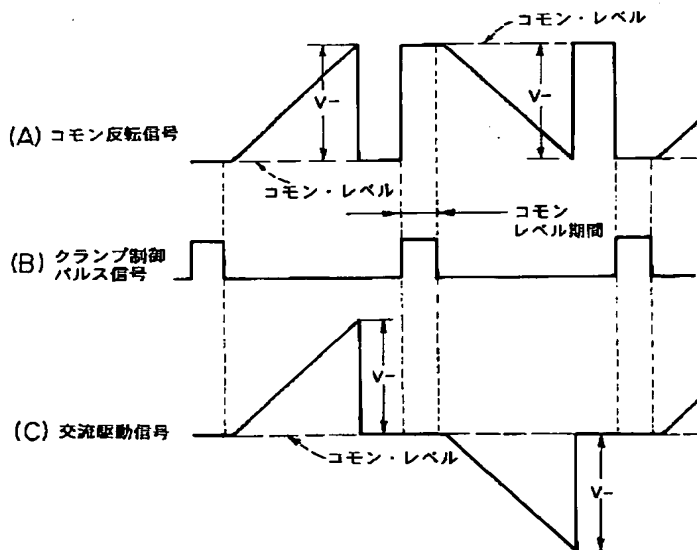 コモン・レベル
V-
V-
(A) コモン反転信号
コモン・レベル
コモン
レベル期間
(B) クランプ制御
パルス信号
V-
(C) 交流駆動信号
コモン・レベル
V-